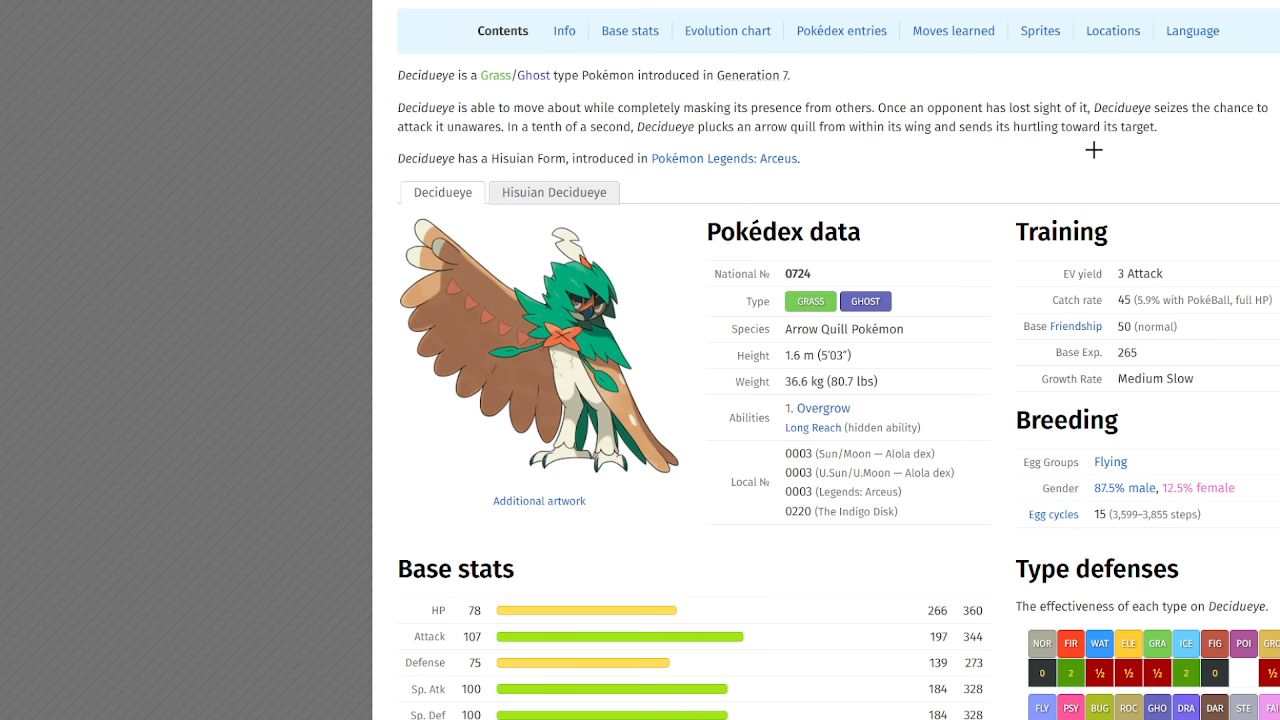 Contents Info Base stats Evolution chart Pokédex entries Moves learned Sprites Locations Language
Decidueye is a Grass/Ghost type Pokémon introduced in Generation 7.
Decidueye is able to move about while completely masking its presence from others. Once an opponent has lost sight of it, Decidueye seizes the chance to
attack it unawares. In a tenth of a second, Decidueye plucks an arrow quill from within its wing and sends its hurtling toward its target.
Decidueye has a Hisuian Form, introduced in Pokémon Legends: Arceus.
Decidueye Hisuian Decidueye
Additional artwork
Pokédex data
National № 0724
Type GRASS GHOST
Species Arrow Quill Pokémon
Height 1.6 m (5′03″)
Weight 36.6 kg (80.7 lbs)
Abilities 1. Overgrow
Long Reach (hidden ability)
Local № 0003 (Sun/Moon — Alola dex)
0003 (U.Sun/U.Moon — Alola dex)
0003 (Legends: Arceus)
0220 (The Indigo Disk)
Training
EV yield 3 Attack
Catch rate 45 (5.9% with PokéBall, full HP)
Base Friendship 50 (normal)
Base Exp. 265
Growth Rate Medium Slow
Breeding
Egg Groups Flying
Gender 87.5% male, 12.5% female
Egg cycles 15 (3,599–3,855 steps)
Base stats
HP 78 266 360
Attack 107 197 344
Defense 75 139 273
Sp. Atk 100 184 328
Sp. Def 100 184 328
Type defenses
The effectiveness of each type on Decidueye.
NOR FIR WAT ELE GRA ICE FIG POI GRO
0 2 ½ ½ ½ 2 0 ½
FLY PSY BUG ROC GHO DRA DAR STE FAI